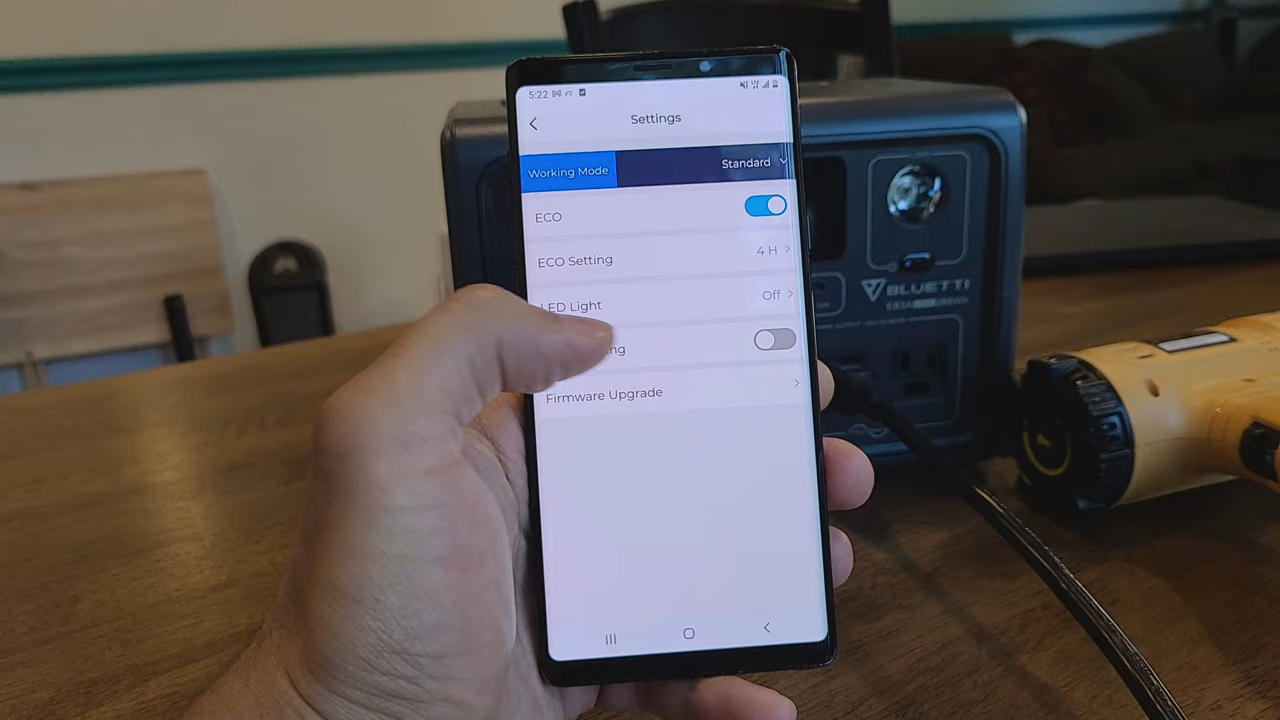 5:22
Settings
Working Mode
Standard
ECO
ECO Setting
4 H
LED Light
Off
Firmware Upgrade
BLUETTI